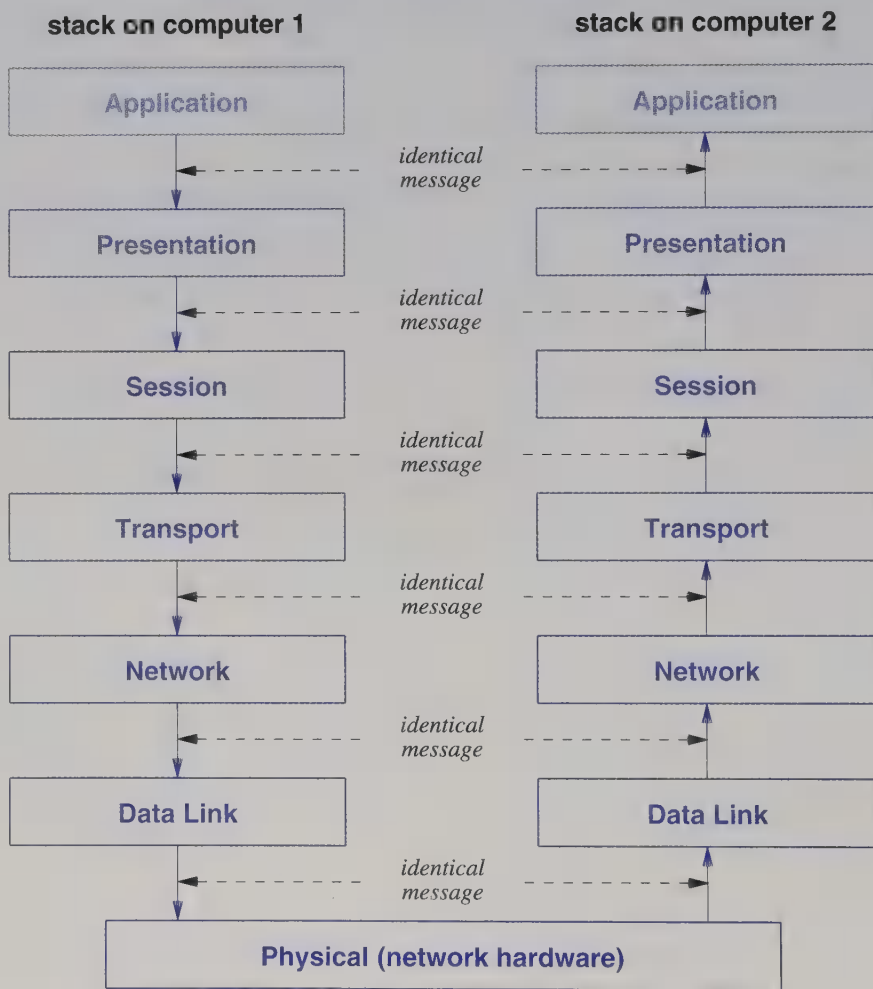 stack on computer 1
stack on computer 2
Application
Application
identical
message
Presentation
Presentation
identical
message
Session
Session
identical
message
Transport
Transport
identical
message
Network
Network
identical
message
Data Link
Data Link
identical
message
Physical (network hardware)